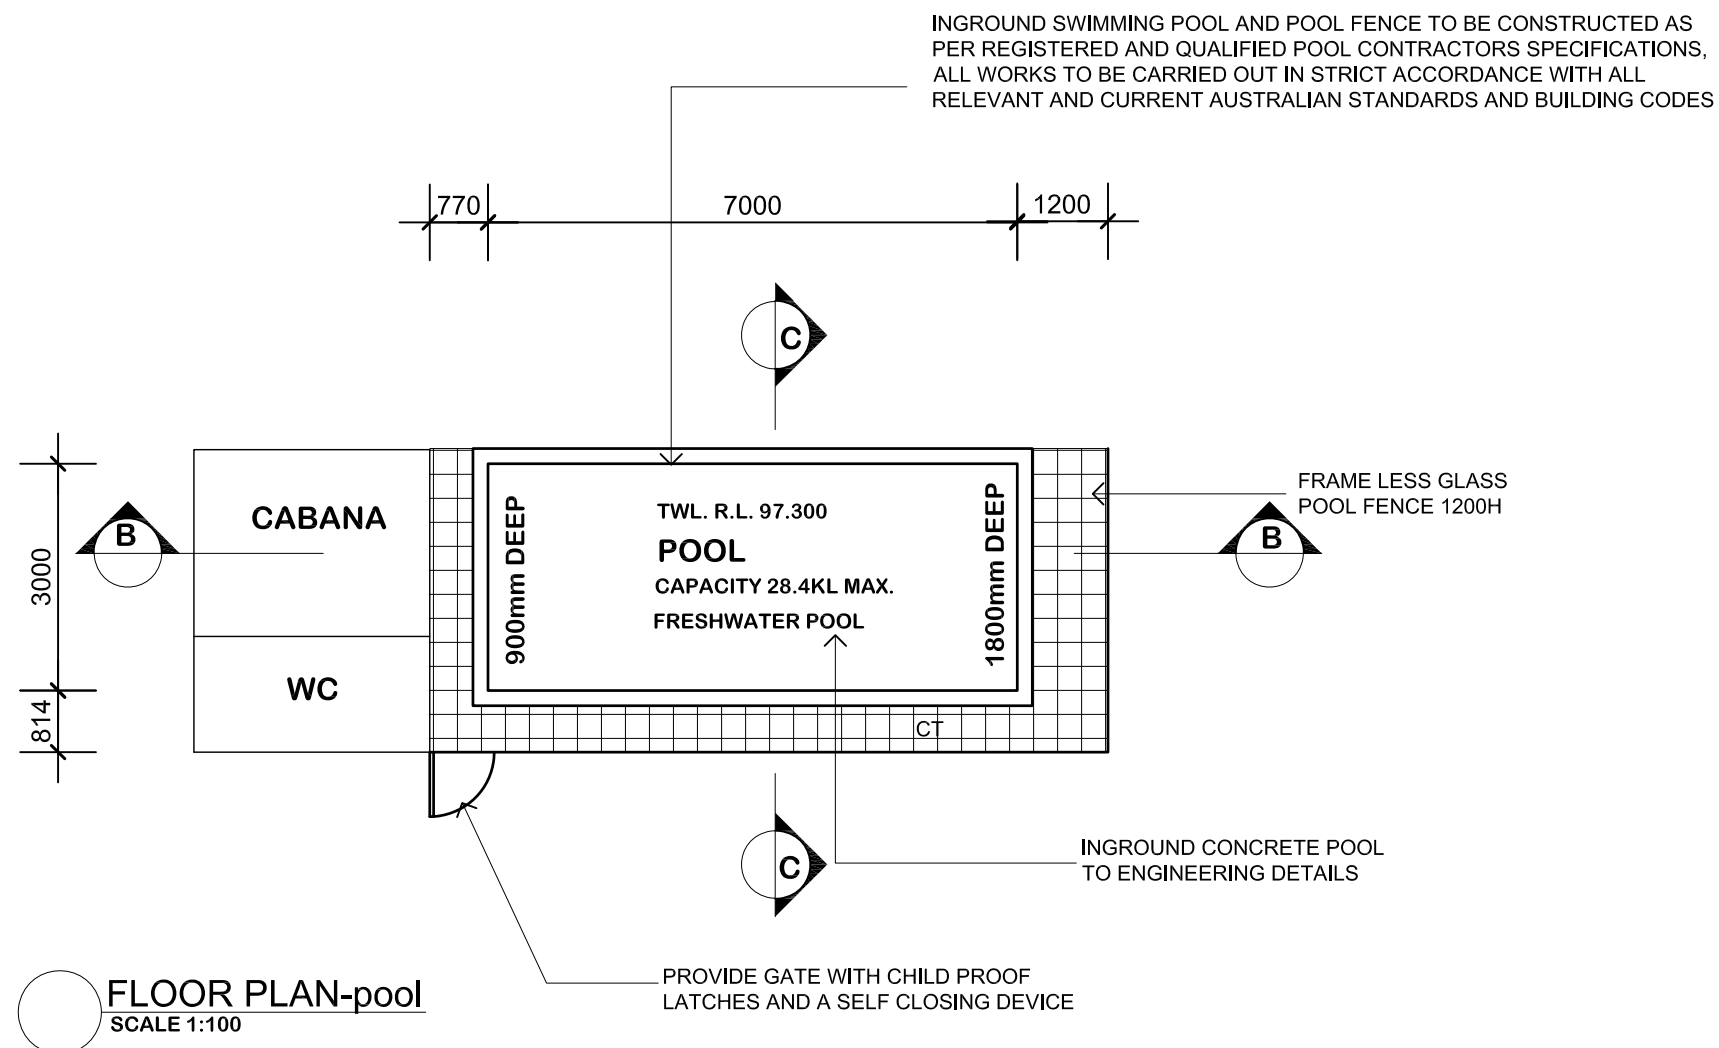 INGROUND SWIMMING POOL AND POOL FENCE TO BE CONSTRUCTED AS
PER REGISTERED AND QUALIFIED POOL CONTRACTORS SPECIFICATIONS,
ALL WORKS TO BE CARRIED OUT IN STRICT ACCORDANCE WITH ALL
RELEVANT AND CURRENT AUSTRALIAN STANDARDS AND BUILDING CODES
770
7000
1200
C
FRAME LESS GLASS
POOL FENCE 1200H
CABANA
B
3000
814
WC
900mm DEEP
TWL. R.L. 97.300
POOL
CAPACITY 28.4KL MAX.
FRESHWATER POOL
1800mm DEEP
B
CT
C
INGROUND CONCRETE POOL
TO ENGINEERING DETAILS
PROVIDE GATE WITH CHILD PROOF
LATCHES AND A SELF CLOSING DEVICE
FLOOR PLAN-pool
SCALE 1:100